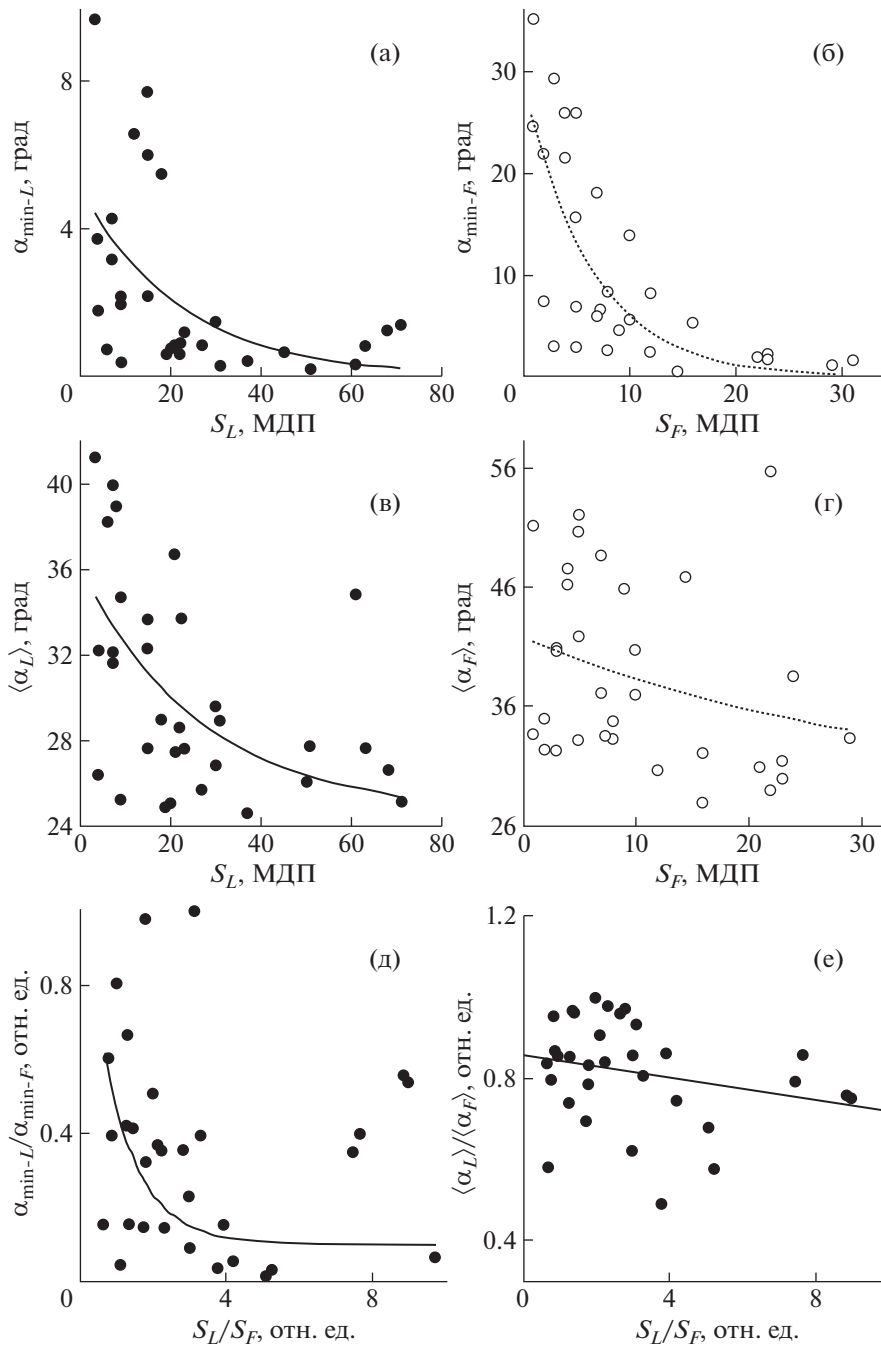 (а)
8
4
0
20
40
60
80
α_min-L, град
S_L, МДП
(б)
30
20
10
0
10
20
30
α_min-F, град
S_F, МДП
(в)
40
36
32
28
24
0
20
40
60
80
⟨α_L⟩, град
S_L, МДП
(г)
56
46
36
26
0
10
20
30
⟨α_F⟩, град
S_F, МДП
(д)
0.8
0.4
0
4
8
α_min-L/α_min-F, отн. ед.
S_L/S_F, отн. ед.
(е)
1.2
0.8
0.4
0
4
8
⟨α_L⟩/⟨α_F⟩, отн. ед.
S_L/S_F, отн. ед.